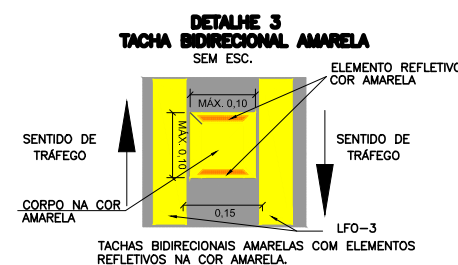 DETALHE 3
TACHA BIDIRECIONAL AMARELA
SEM ESC.
ELEMENTO REFLETIVO
COR AMARELA
MÁX. 0,10
MÁX. 0,10
SENTIDO DE
TRÁFEGO
SENTIDO DE
TRÁFEGO
CORPO NA COR
AMARELA
0,15
LFO-3
TACHAS BIDIRECIONAIS AMARELAS COM ELEMENTOS
REFLETIVOS NA COR AMARELA.